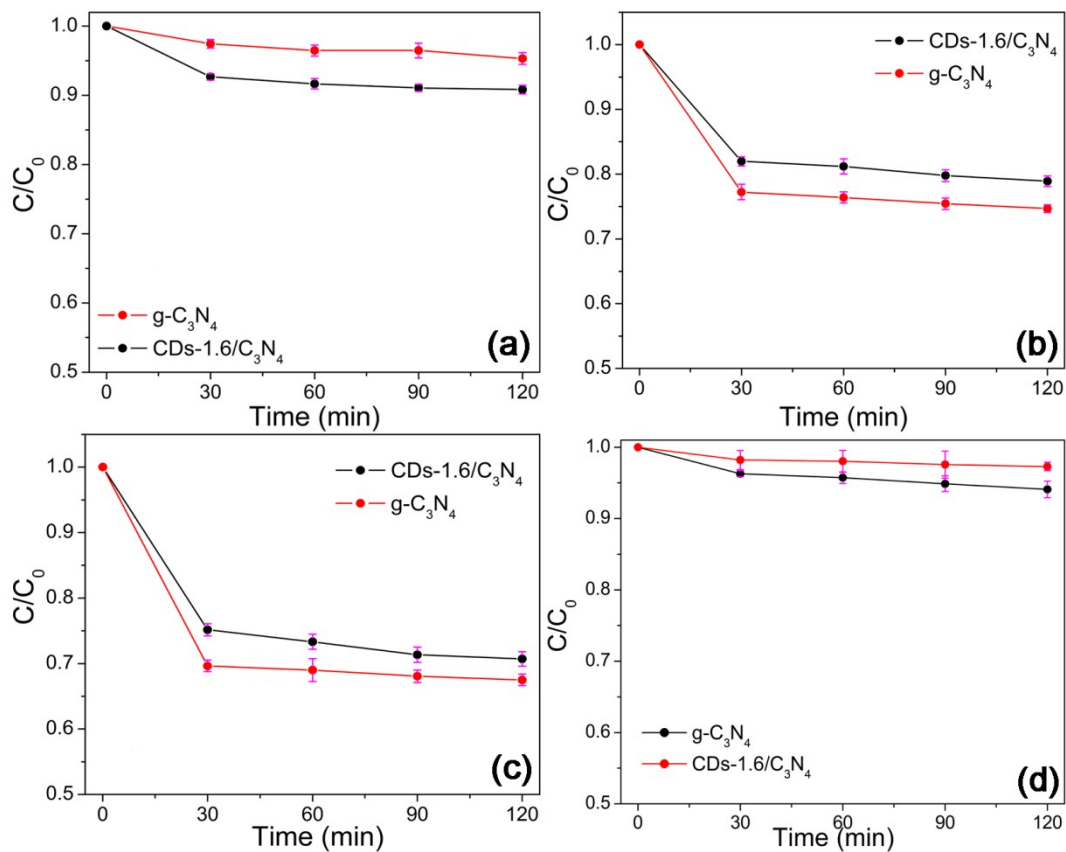 1.0
0.9
0.8
0.7
0.6
0.5
C/C₀
g-C₃N₄
CDs-1.6/C₃N₄
(a)
0 30 60 90 120
Time (min)
1.0
0.9
0.8
0.7
0.6
0.5
C/C₀
CDs-1.6/C₃N₄
g-C₃N₄
(b)
0 30 60 90 120
Time (min)
1.0
0.9
0.8
0.7
0.6
0.5
C/C₀
CDs-1.6/C₃N₄
g-C₃N₄
(c)
0 30 60 90 120
Time (min)
1.0
0.9
0.8
0.7
0.6
0.5
C/C₀
g-C₃N₄
CDs-1.6/C₃N₄
(d)
0 30 60 90 120
Time (min)